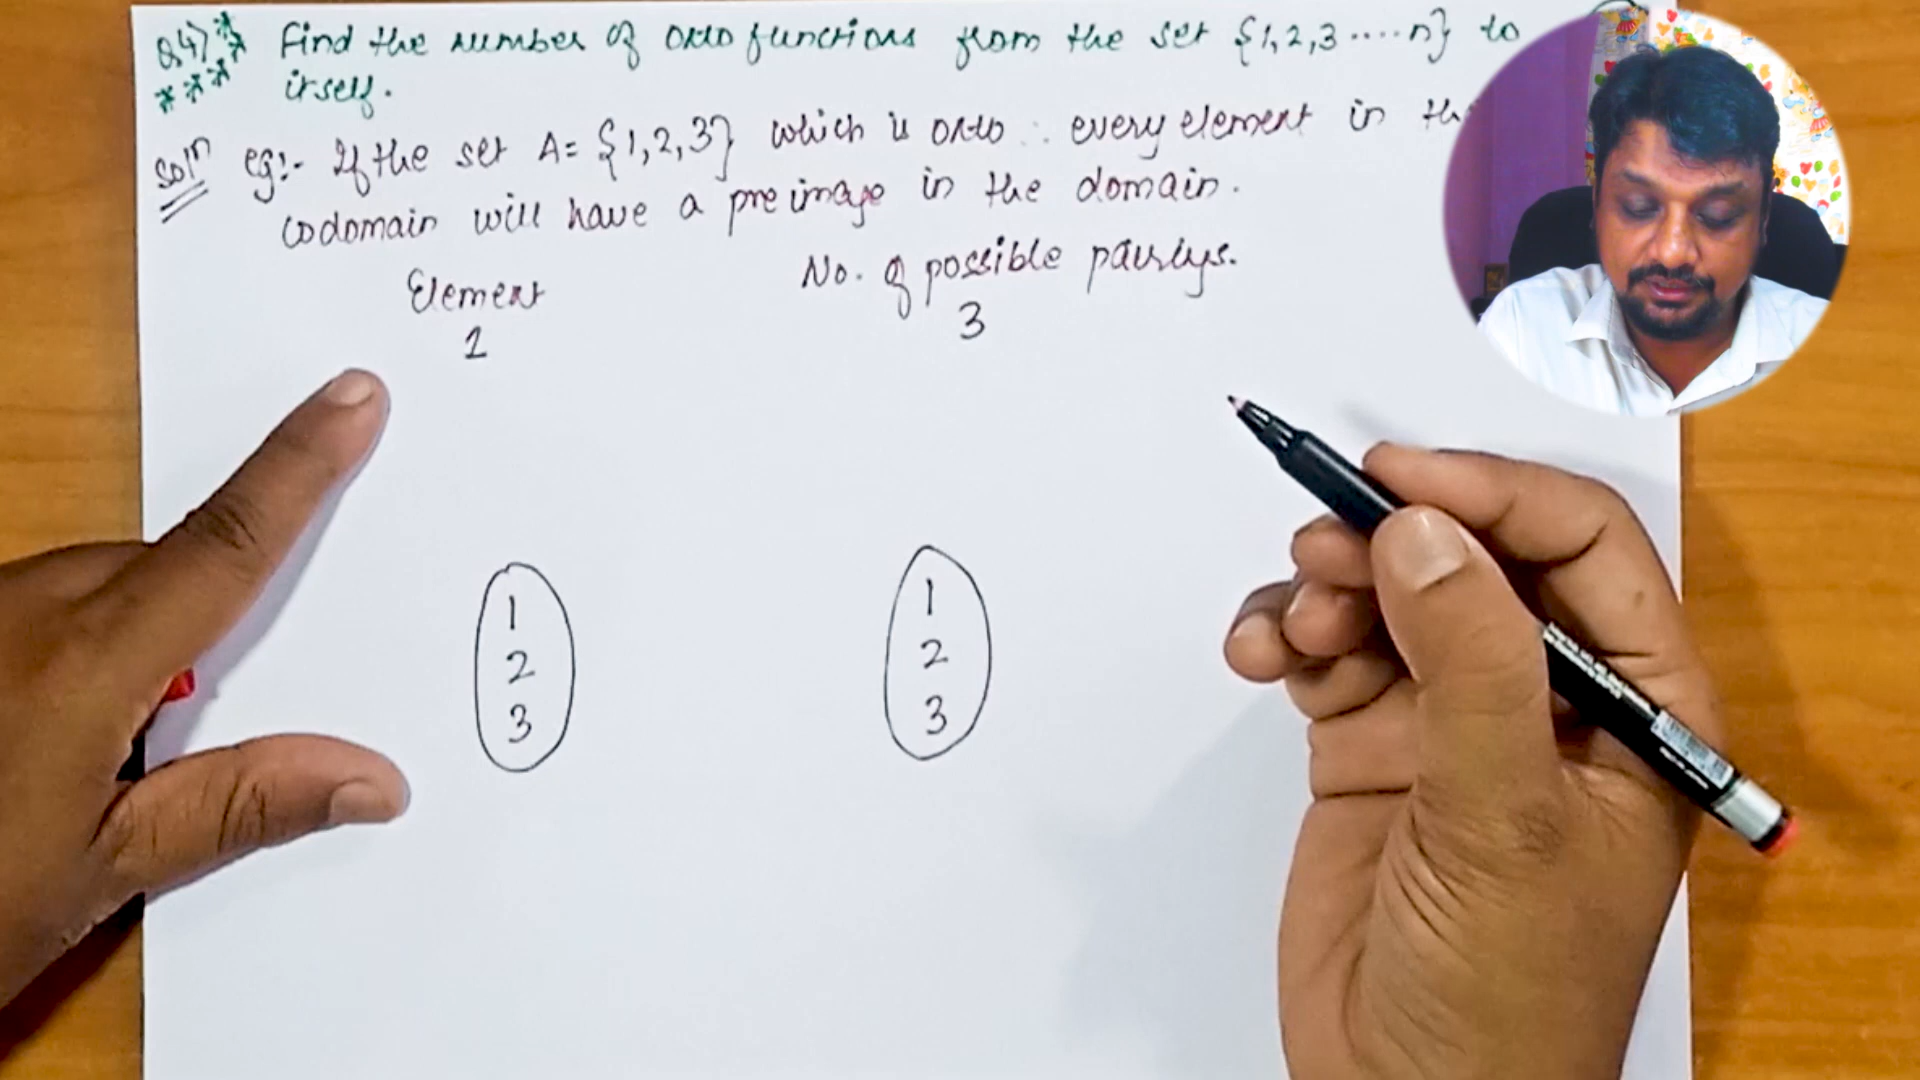 Q4) Find the number of onto functions from the set {1,2,3.....n} to
itself.
Soln eg:- If the set A= {1,2,3} which is onto ∴ every element in the
codomain will have a preimage in the domain.
Element No. of possible pairings.
1 3
1 1
2 2
3 3